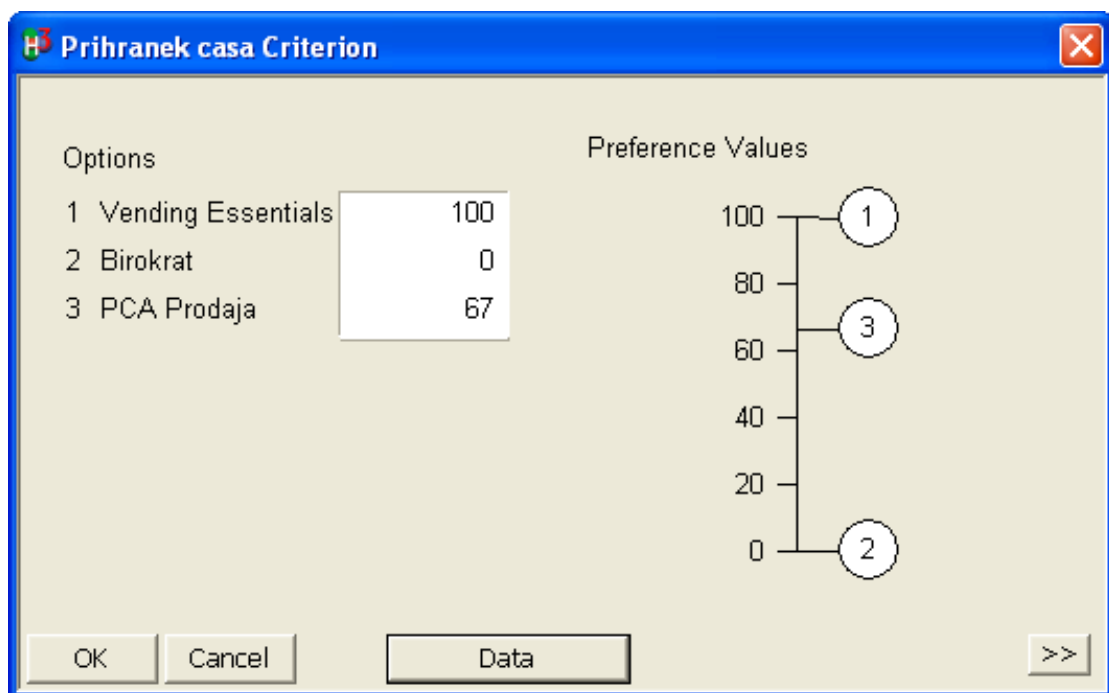 H3 Prihranek casa Criterion
Options
1 Vending Essentials 100
2 Birokrat 0
3 PCA Prodaja 67
Preference Values
100 1
80
3
60
40
20
0 2
OK Cancel Data >>